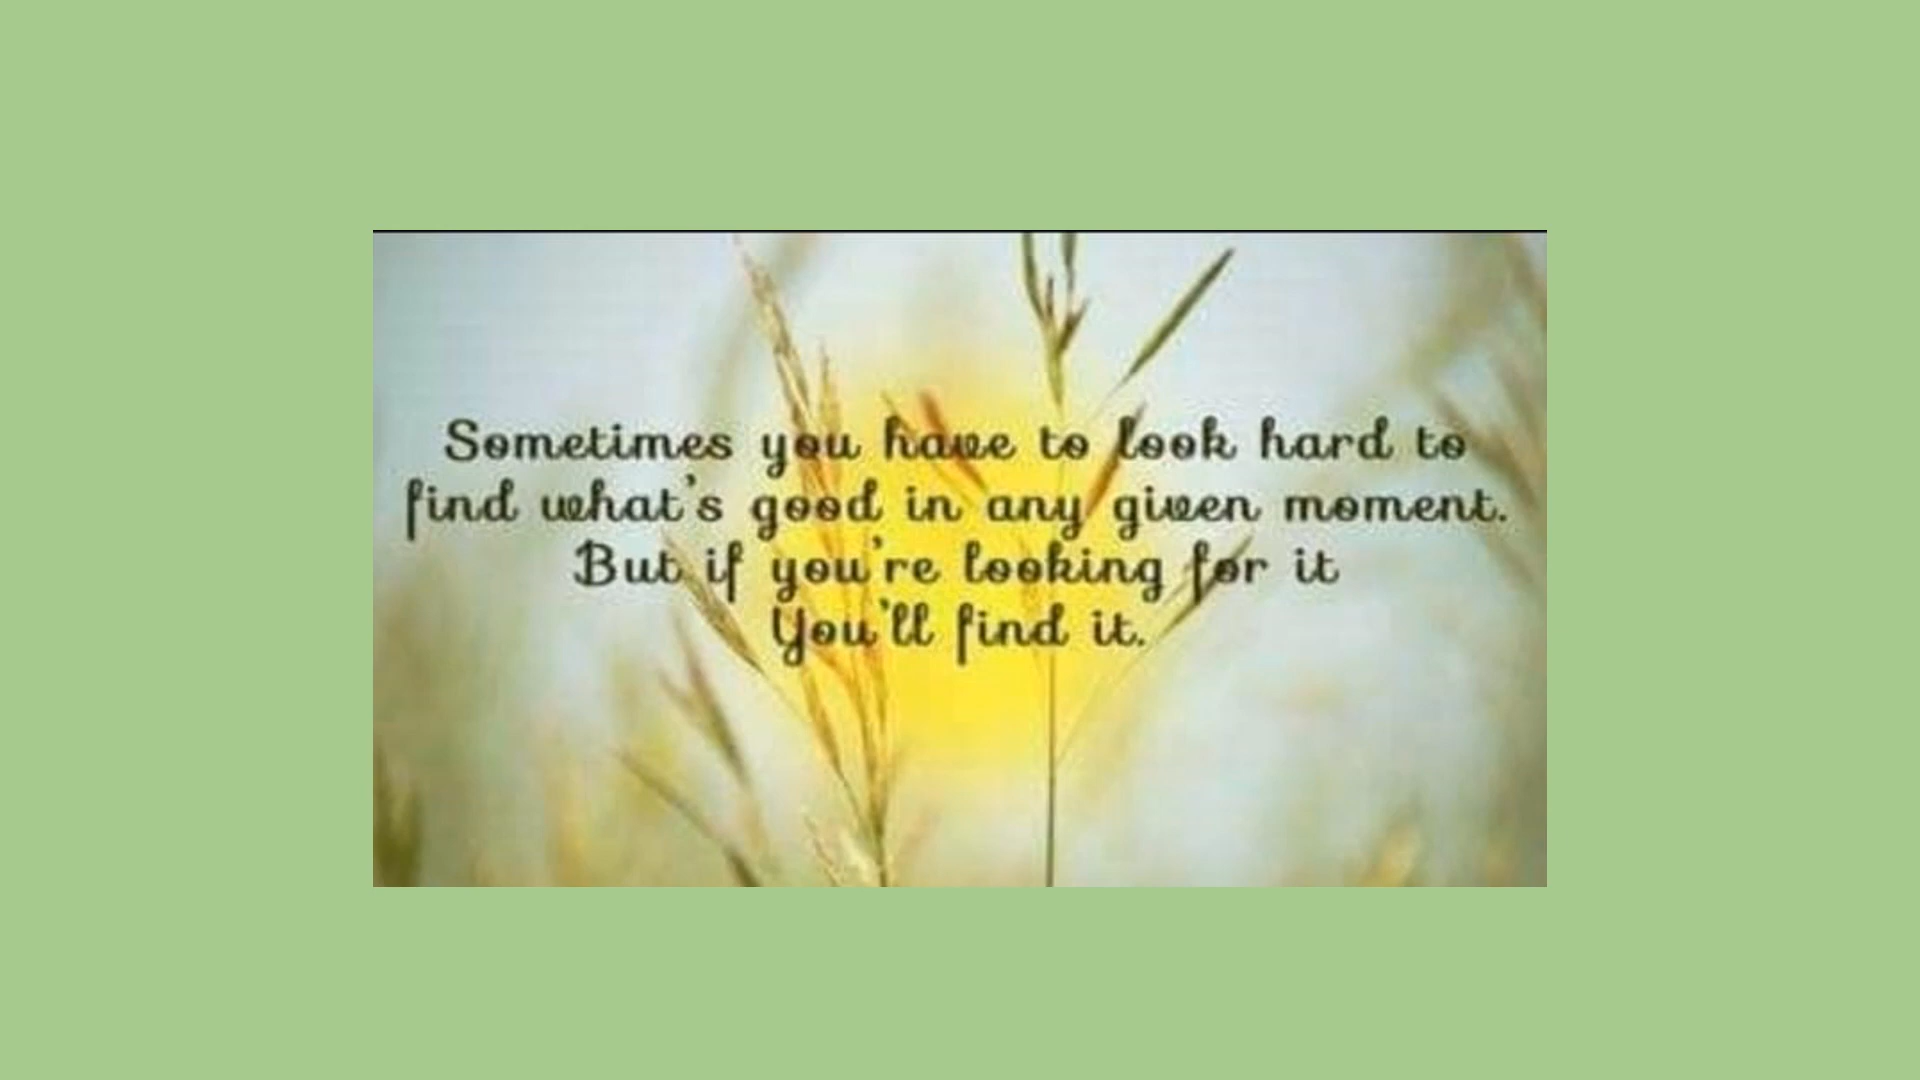 Sometimes you have to look hard to
find what's good in any given moment.
But if you're looking for it
You'll find it.